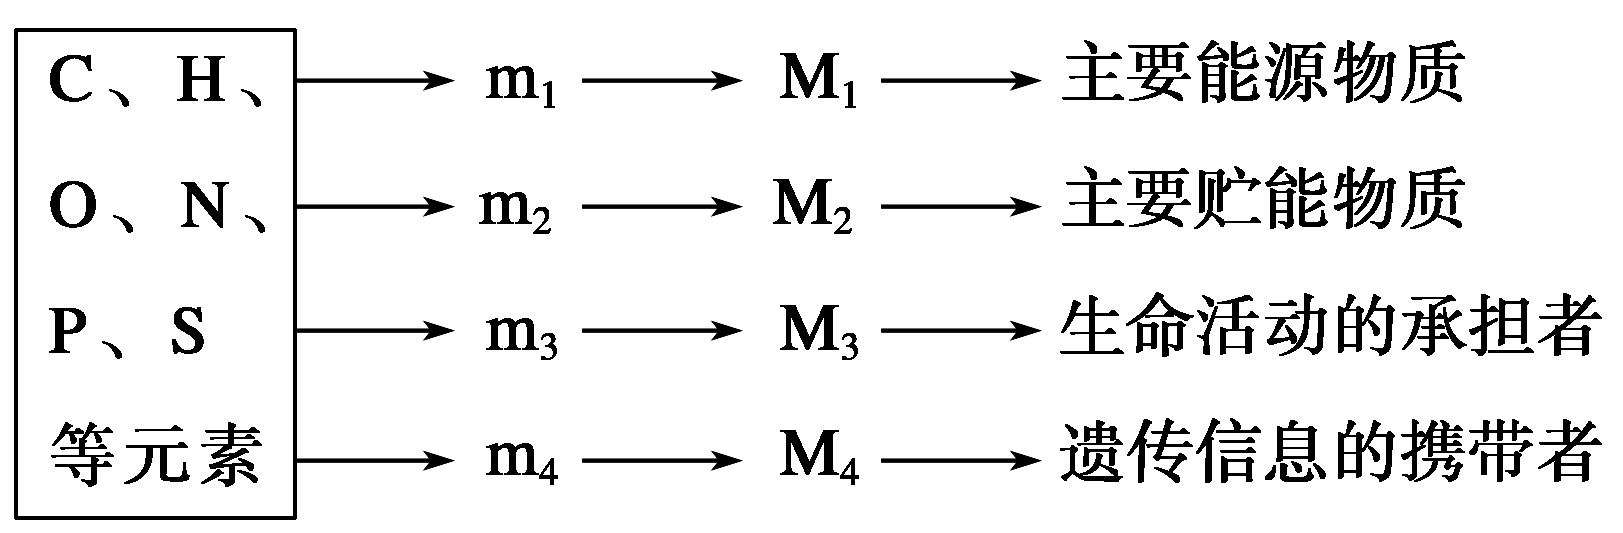 C、H、 m₁ M₁ 主要能源物质
O、N、 m₂ M₂ 主要贮能物质
P、S m₃ M₃ 生命活动的承担者
等元素 m₄ M₄ 遗传信息的携带者